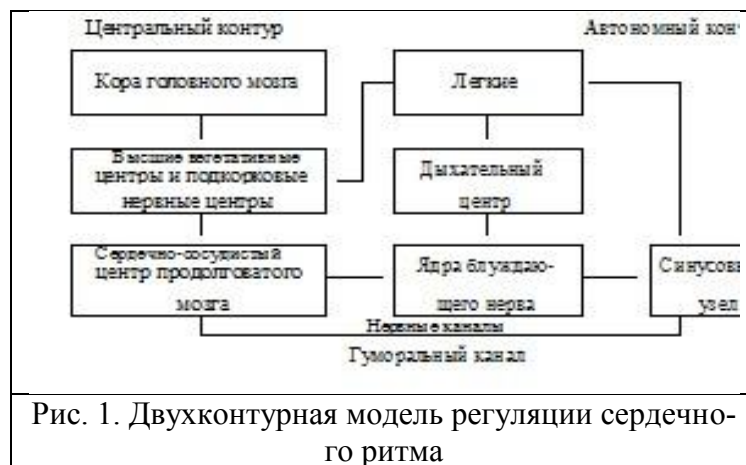 Центральный контур
Автономный кон
Кора головного мозга
Легкие
Высшие вегетативные
центры и подкорковые
нервные центры
Дыхательный
центр
Сердечно-сосудистый
центр продолговатого
мозга
Ядра блуждаю-
щего нерва
Синусов
узел
Нервные каналы
Гуморальный канал
Рис. 1. Двухконтурная модель регуляции сердечно-
го ритма